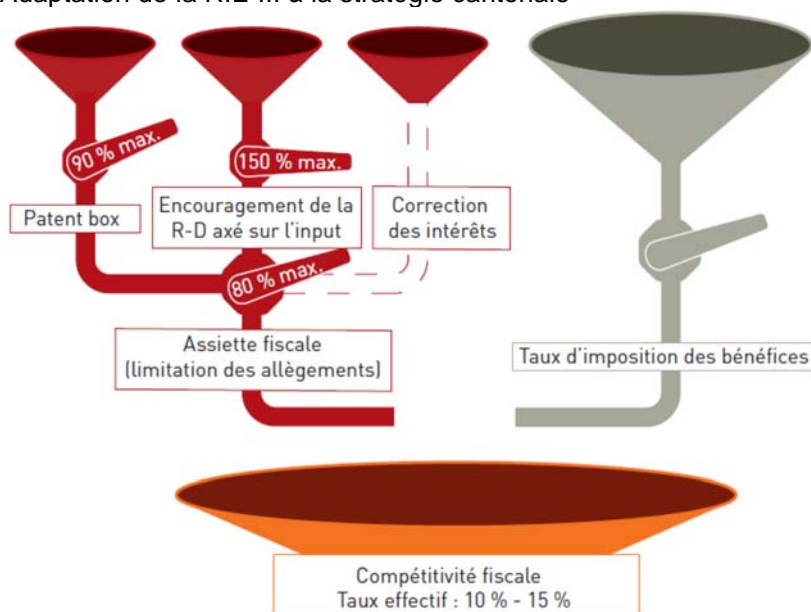 Adaptation de la R.E III à la stratégie cantonale
90 % max.
150 % max.
Patent box
Encouragement de la
R-D axé sur l'input
Correction
des intérêts
80 % max.
Assiette fiscale
(limitation des allègements)
Taux d'imposition des bénéfices
Compétitivité fiscale
Taux effectif : 10 % - 15 %